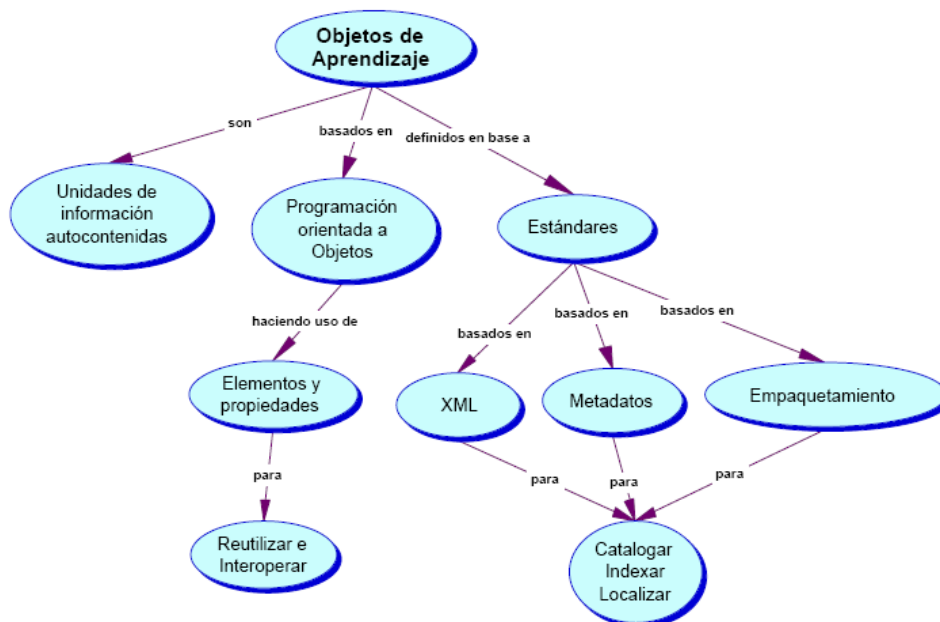 Objetos de
Aprendizaje
son
basados en
definidos en base a
Unidades de
información
autocontenidas
Programación
orientada a
Objetos
Estándares
haciendo uso de
basados en
basados en
basados en
Elementos y
propiedades
XML
Metadatos
Empaquetamiento
para
para
para
para
Reutilizar e
Interoperar
Catalogar
Indexar
Localizar